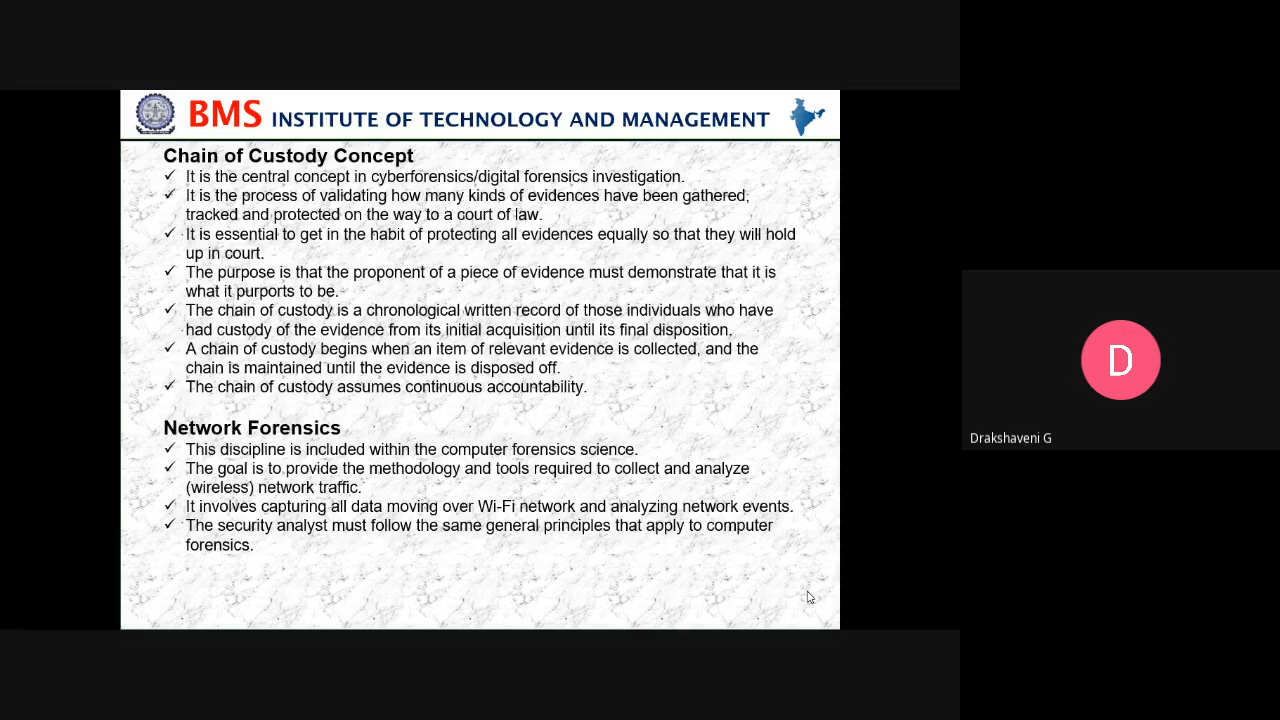 BMS INSTITUTE OF TECHNOLOGY AND MANAGEMENT
Chain of Custody Concept
✓ It is the central concept in cyberforensics/digital forensics investigation.
✓ It is the process of validating how many kinds of evidences have been gathered,
tracked and protected on the way to a court of law.
✓ It is essential to get in the habit of protecting all evidences equally so that they will hold
up in court.
✓ The purpose is that the proponent of a piece of evidence must demonstrate that it is
what it purports to be.
✓ The chain of custody is a chronological written record of those individuals who have
had custody of the evidence from its initial acquisition until its final disposition.
✓ A chain of custody begins when an item of relevant evidence is collected, and the
chain is maintained until the evidence is disposed off.
✓ The chain of custody assumes continuous accountability.
Network Forensics
✓ This discipline is included within the computer forensics science.
✓ The goal is to provide the methodology and tools required to collect and analyze
(wireless) network traffic.
✓ It involves capturing all data moving over Wi-Fi network and analyzing network events.
✓ The security analyst must follow the same general principles that apply to computer
forensics.
D
Drakshaveni G